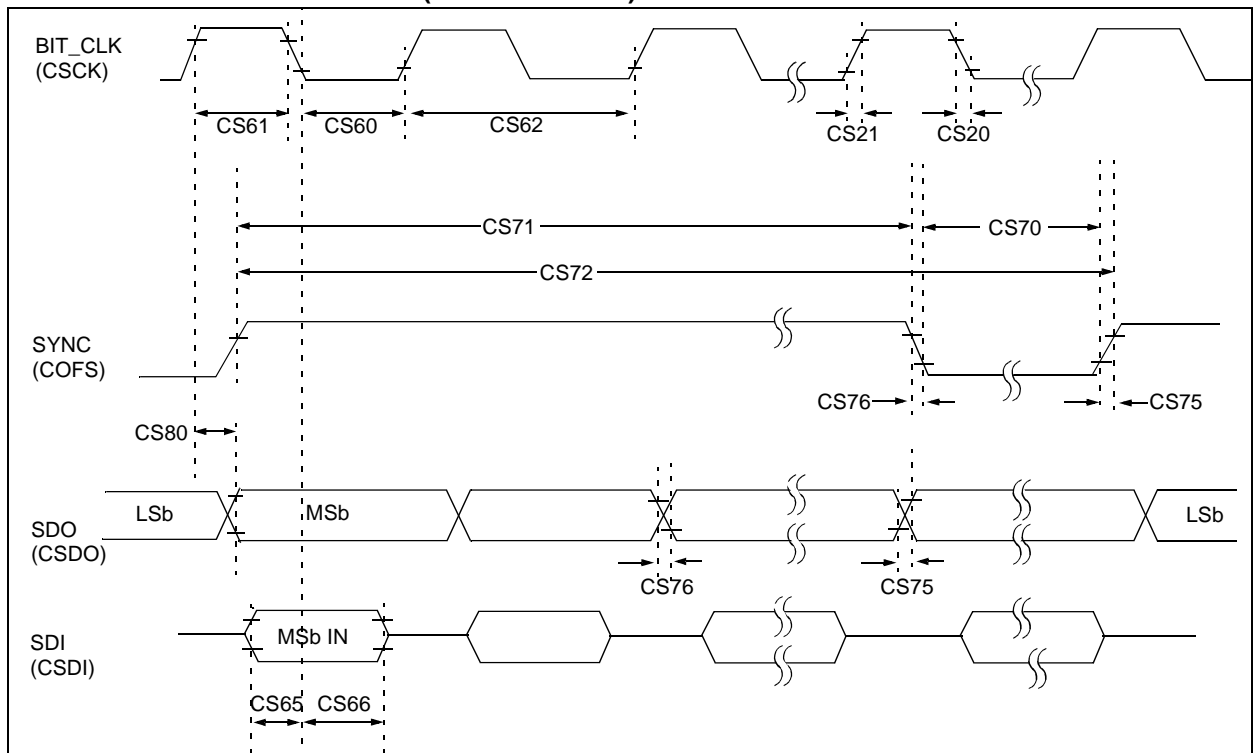 BIT_CLK
(CSCK)
CS61
CS60
CS62
CS21
CS20
CS71
CS70
CS72
SYNC
(COFS)
CS76
CS75
CS80
LSb
MSb
LSb
SDO
(CSDO)
CS76
CS75
SDI
(CSDI)
MSb IN
CS65
CS66